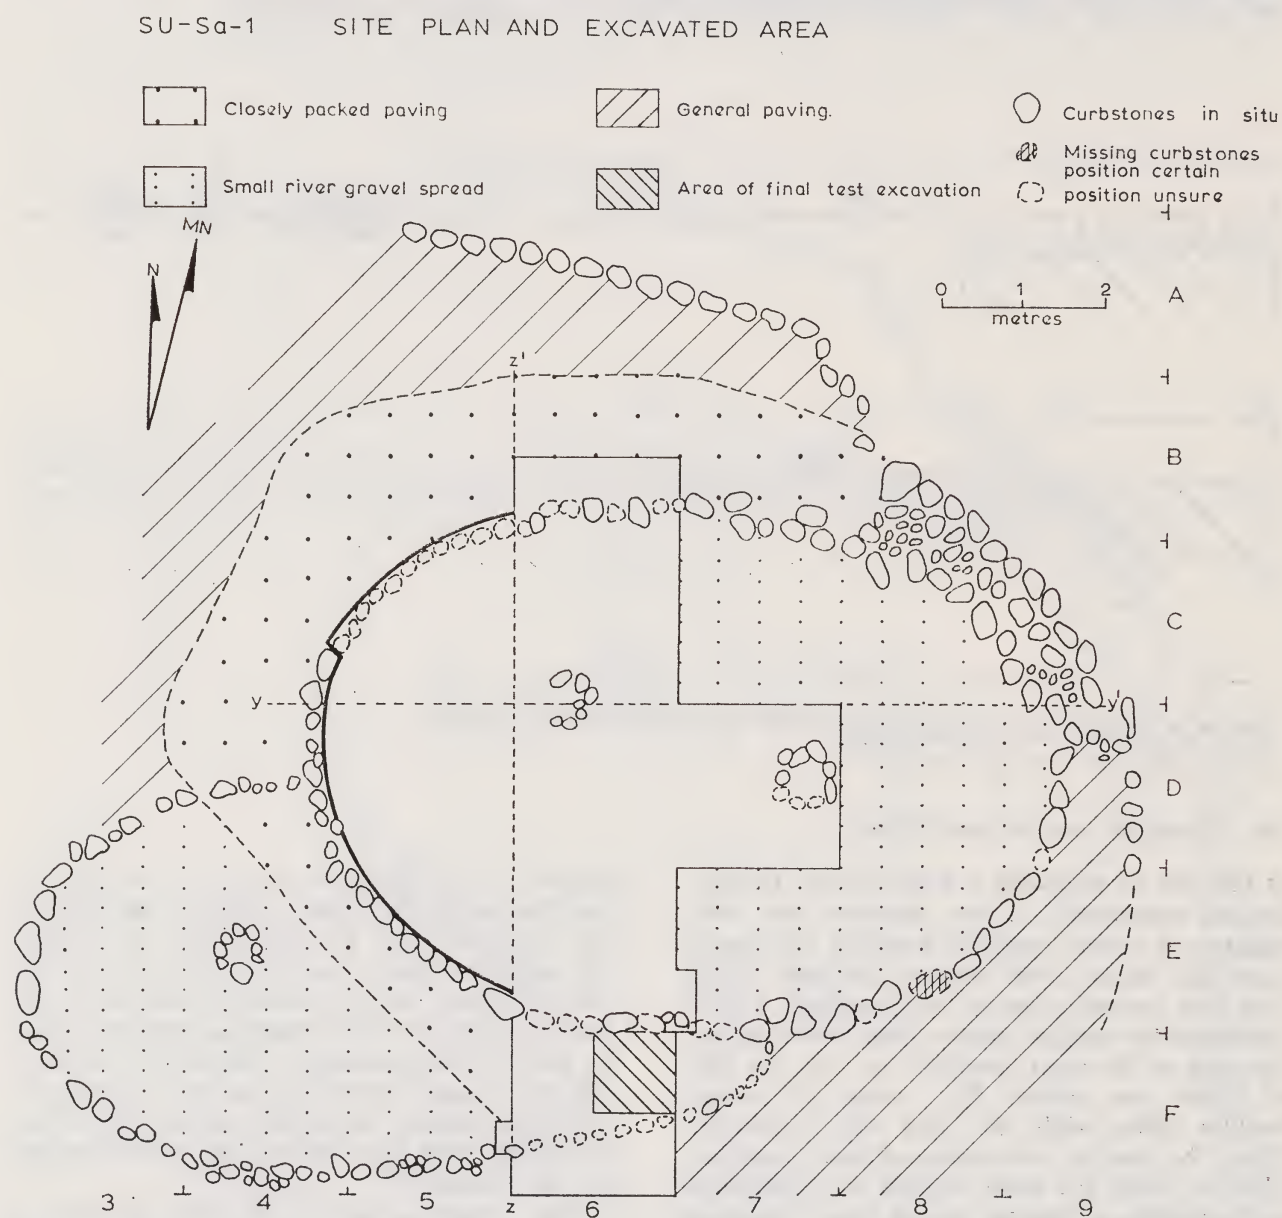 SU-Sa-1 SITE PLAN AND EXCAVATED AREA
Closely packed paving
General paving.
Curbstones in situ
Missing curbstones
position certain
Small river gravel spread
Area of final test excavation
position unsure
MN
N
0 1 2
metres
A
z'
B
C
y
y'
D
E
F
3 4 5 z 6 7 8 9